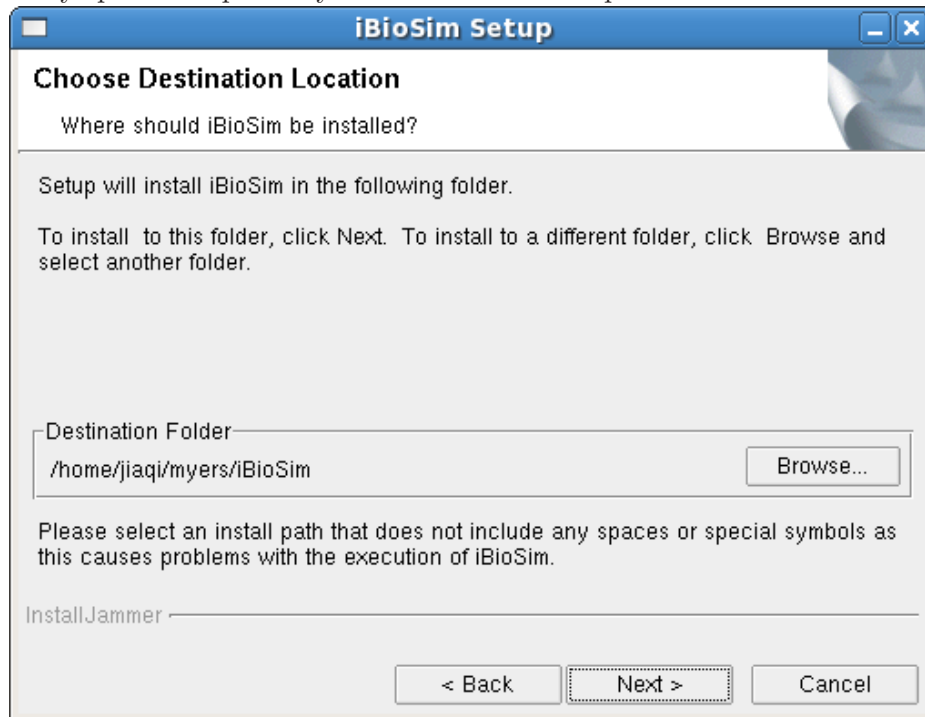 iBioSim Setup
Choose Destination Location
Where should iBioSim be installed?
Setup will install iBioSim in the following folder.
To install  to this folder, click Next.  To install to a different folder, click  Browse and
select another folder.
Destination Folder
/home/jiaqi/myers/iBioSim
Browse...
Please select an install path that does not include any spaces or special symbols as
this causes problems with the execution of iBioSim.
InstallJammer
< Back
Next >
Cancel